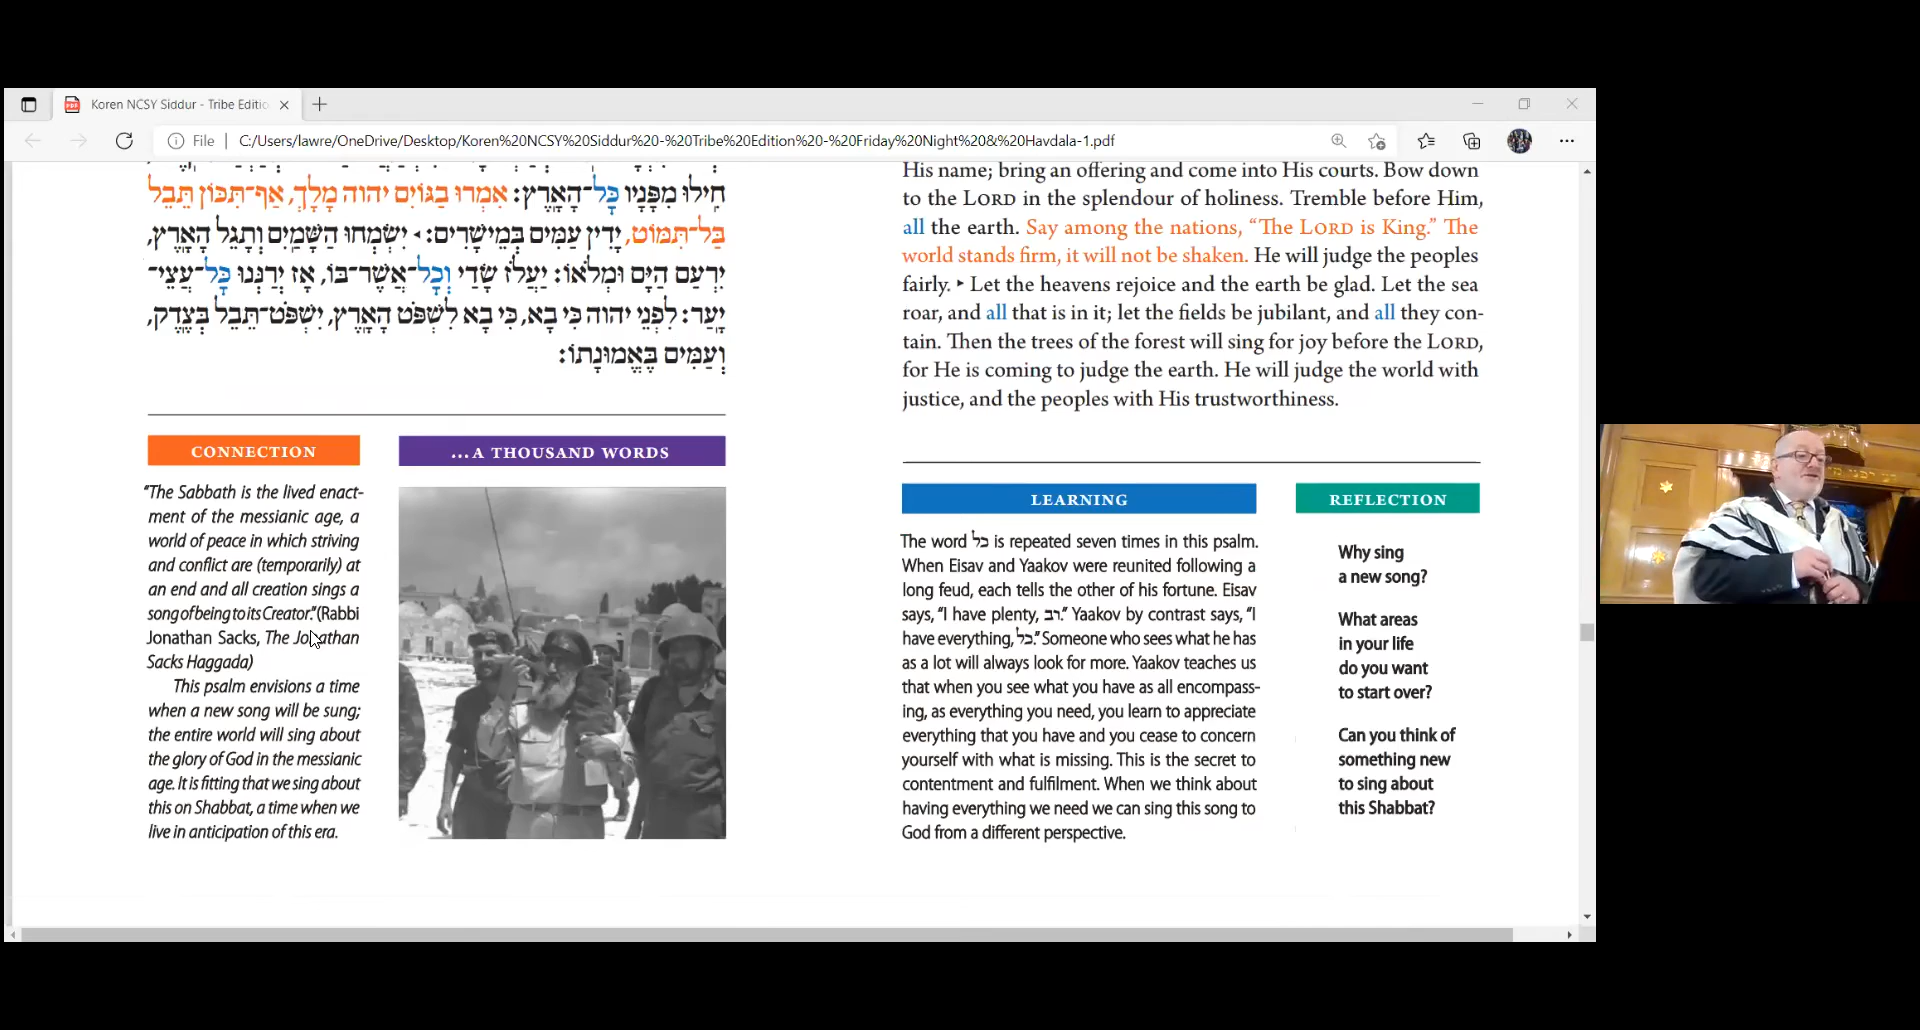 Koren NCSY Siddur - Tribe Editio
File
C:/Users/lawre/OneDrive/Desktop/Koren%20NCSY%20Siddur%20-%20Tribe%20Edition%20-%20Friday%20Night%20&%20Havdala-1.pdf
חִילוּ מִפָּנָיו כָּל־הָאָרֶץ: אִמְרוּ בַגּוֹיִם יהוה מָלָךְ, אַף־תִּכּוֹן תֵּבֵל
בַּל־תִּמּוֹט, יָדִין עַמִּים בְּמֵישָׁרִים: ◂ יִשְׂמְחוּ הַשָּׁמַיִם וְתָגֵל הָאָרֶץ,
יִרְעַם הַיָּם וּמְלֹאוֹ: יַעֲלֹז שָׂדַי וְכָל־אֲשֶׁר־בּוֹ, אָז יְרַנְּנוּ כָּל־עֲצֵי־
יָעַר: לִפְנֵי יהוה כִּי בָא, כִּי בָא לִשְׁפֹּט הָאָרֶץ, יִשְׁפֹּט־תֵּבֵל בְּצֶדֶק,
וְעַמִּים בֶּאֱמוּנָתוֹ:
CONNECTION
"The Sabbath is the lived enact-
ment of the messianic age, a
world of peace in which striving
and conflict are (temporarily) at
an end and all creation sings a
song of being to its Creator." (Rabbi
Jonathan Sacks, The Jonathan
Sacks Haggada)
This psalm envisions a time
when a new song will be sung;
the entire world will sing about
the glory of God in the messianic
age. It is fitting that we sing about
this on Shabbat, a time when we
live in anticipation of this era.
...A THOUSAND WORDS
His name; bring an offering and come into His courts. Bow down
to the LORD in the splendour of holiness. Tremble before Him,
all the earth. Say among the nations, “The LORD is King.” The
world stands firm, it will not be shaken. He will judge the peoples
fairly. ‣ Let the heavens rejoice and the earth be glad. Let the sea
roar, and all that is in it; let the fields be jubilant, and all they con-
tain. Then the trees of the forest will sing for joy before the LORD,
for He is coming to judge the earth. He will judge the world with
justice, and the peoples with His trustworthiness.
LEARNING
The word כל is repeated seven times in this psalm.
When Eisav and Yaakov were reunited following a
long feud, each tells the other of his fortune. Eisav
says, "I have plenty, רב." Yaakov by contrast says, "I
have everything, כל." Someone who sees what he has
as a lot will always look for more. Yaakov teaches us
that when you see what you have as all encompass-
ing, as everything you need, you learn to appreciate
everything that you have and you cease to concern
yourself with what is missing. This is the secret to
contentment and fulfilment. When we think about
having everything we need we can sing this song to
God from a different perspective.
REFLECTION
Why sing
a new song?
What areas
in your life
do you want
to start over?
Can you think of
something new
to sing about
this Shabbat?